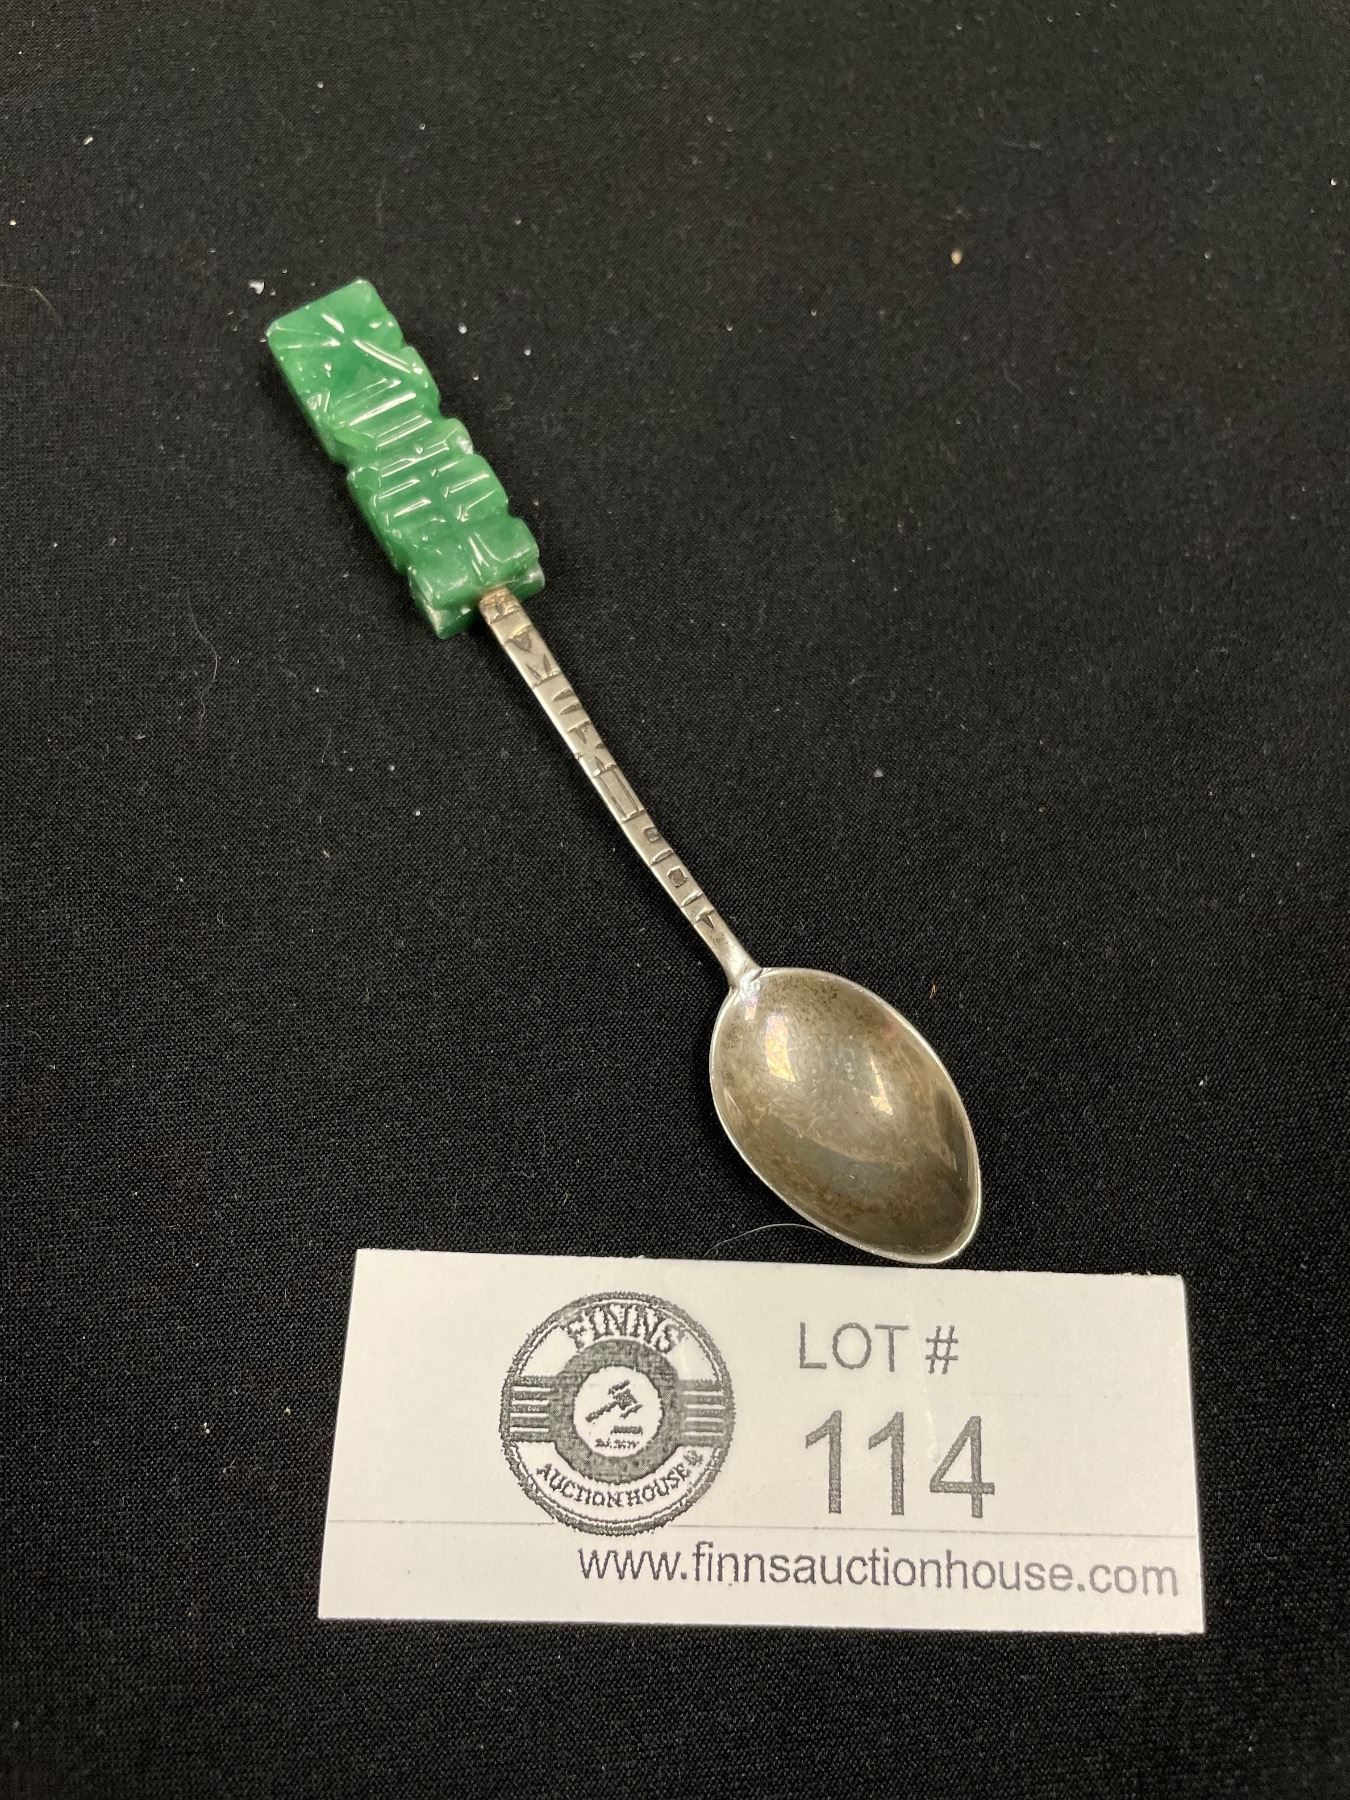 FINNS
AUCTION HOUSE
LOT #
114
www.finnsauctionhouse.com